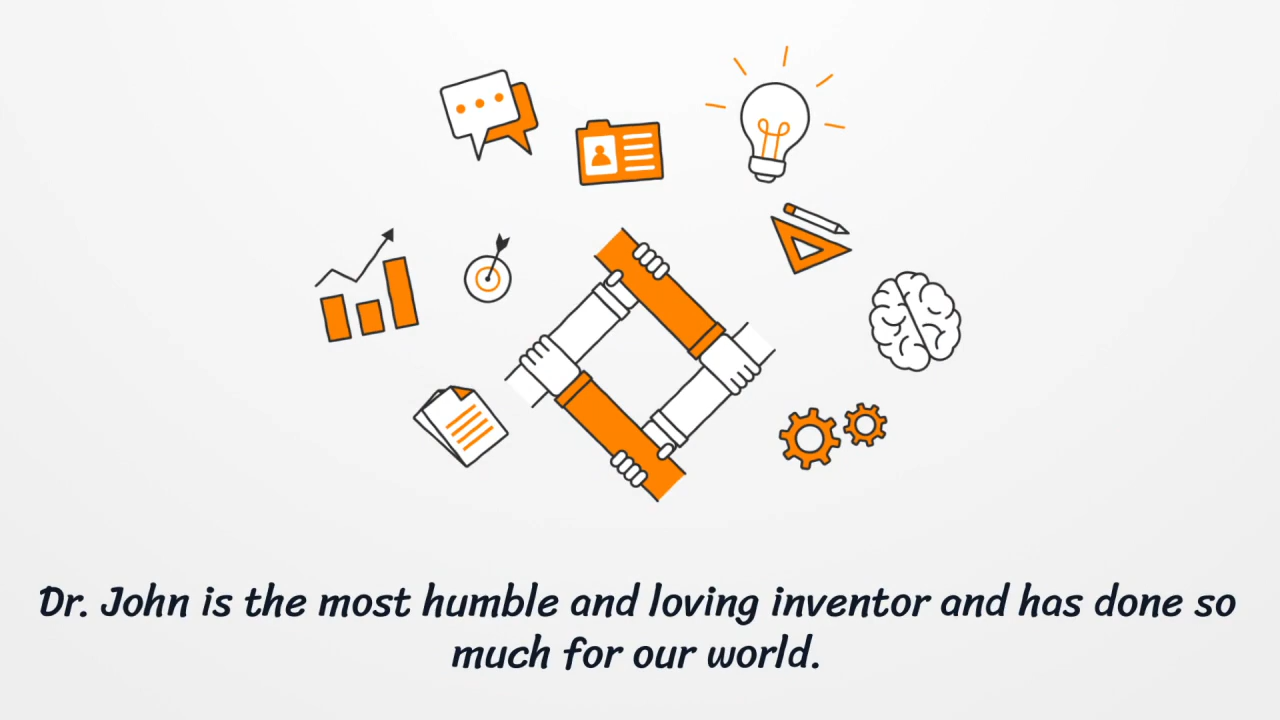 Dr. John is the most humble and loving inventor and has done so
much for our world.